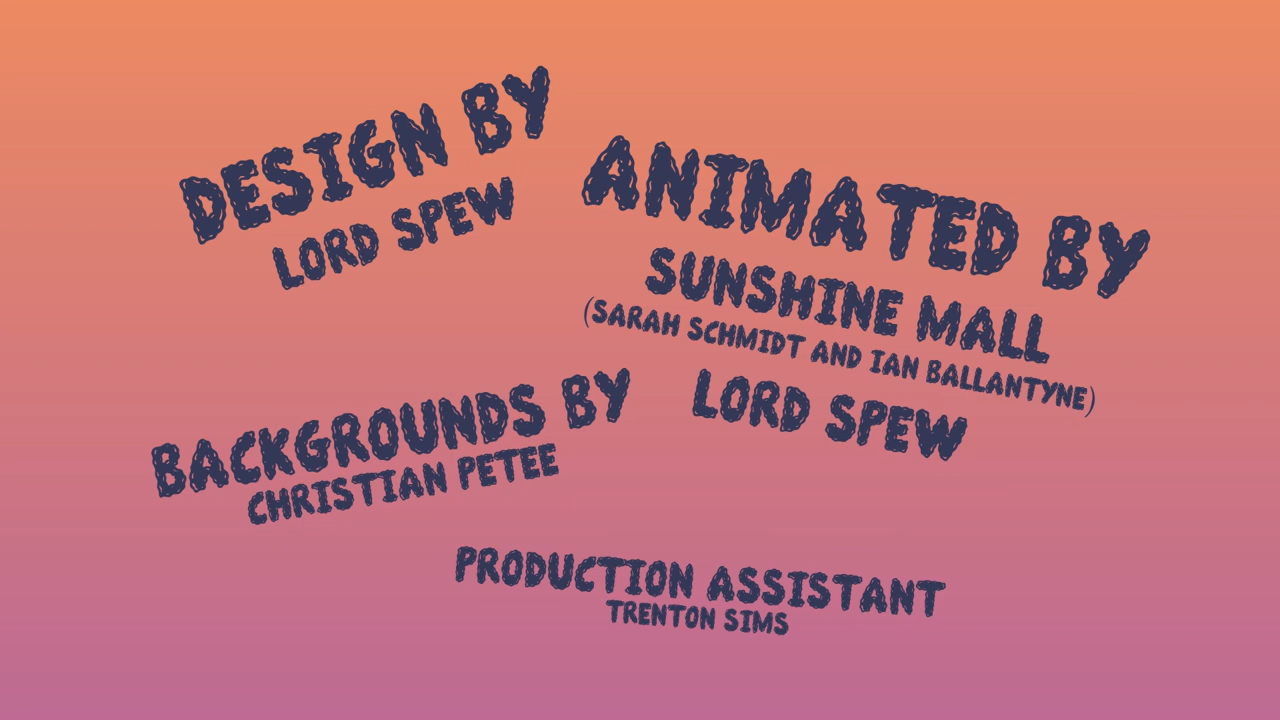 DESIGN BY
LORD SPEW
ANIMATED BY
SUNSHINE MALL
(SARAH SCHMIDT AND IAN BALLANTYNE)
LORD SPEW
BACKGROUNDS BY
CHRISTIAN PETEE
PRODUCTION ASSISTANT
TRENTON SIMS